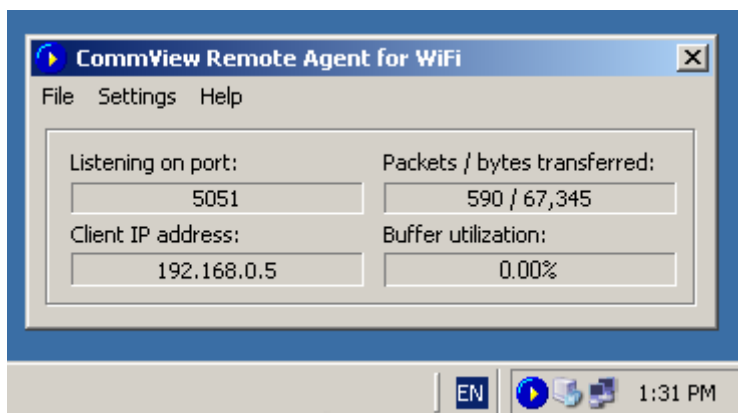 CommView Remote Agent for WiFi
File Settings Help
Listening on port: Packets / bytes transferred:
5051 590 / 67,345
Client IP address: Buffer utilization:
192.168.0.5 0.00%
EN 1:31 PM